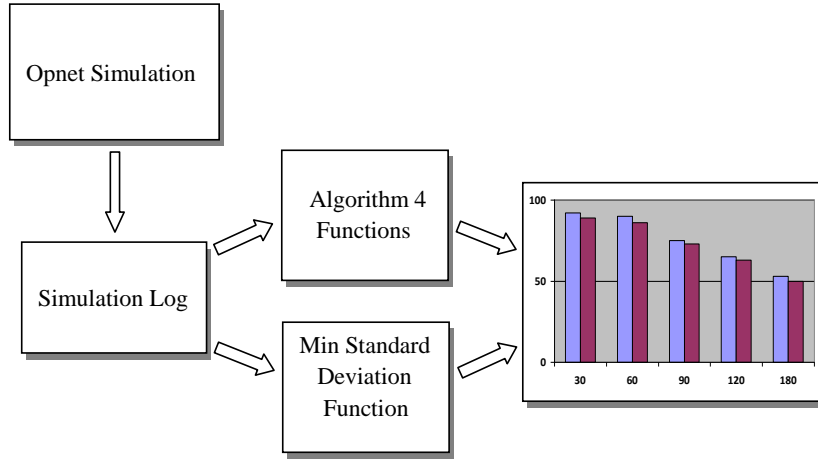 Opnet Simulation
Simulation Log
Algorithm 4
Functions
Min Standard
Deviation
Function
100
50
0
30 60 90 120 180